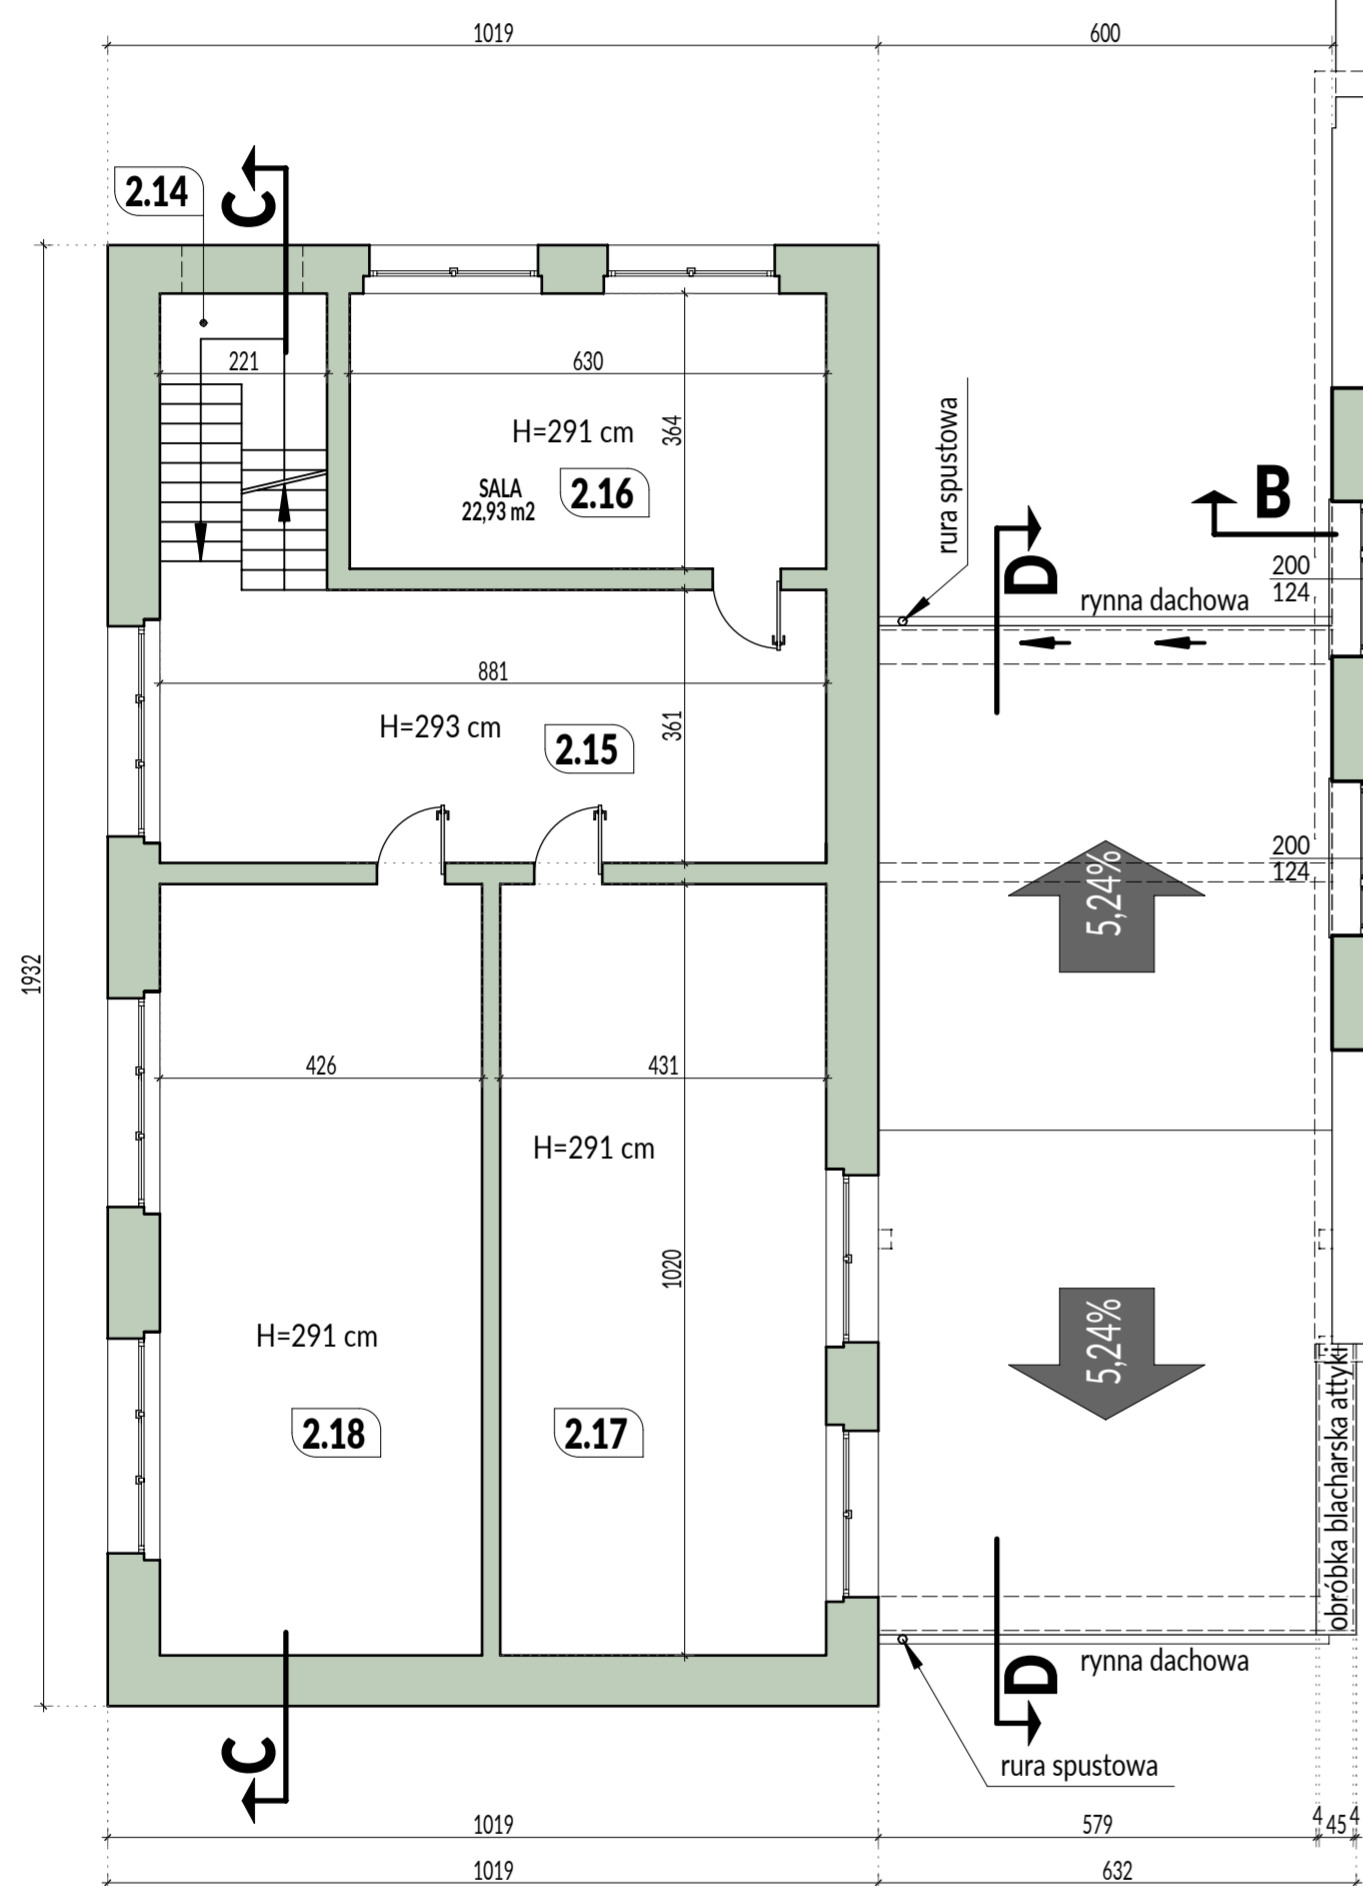 1019
600
2.14
C
221
630
H=291 cm
364
SALA
22,93 m2
2.16
rura spustowa
B
D
200
124
rynna dachowa
881
H=293 cm
361
2.15
200
124
5,24%
1932
426
431
H=291 cm
1020
H=291 cm
5,24%
2.18
2.17
obróbka blacharska attyki
D
rynna dachowa
C
rura spustowa
1019
579
4
45
4
1019
632